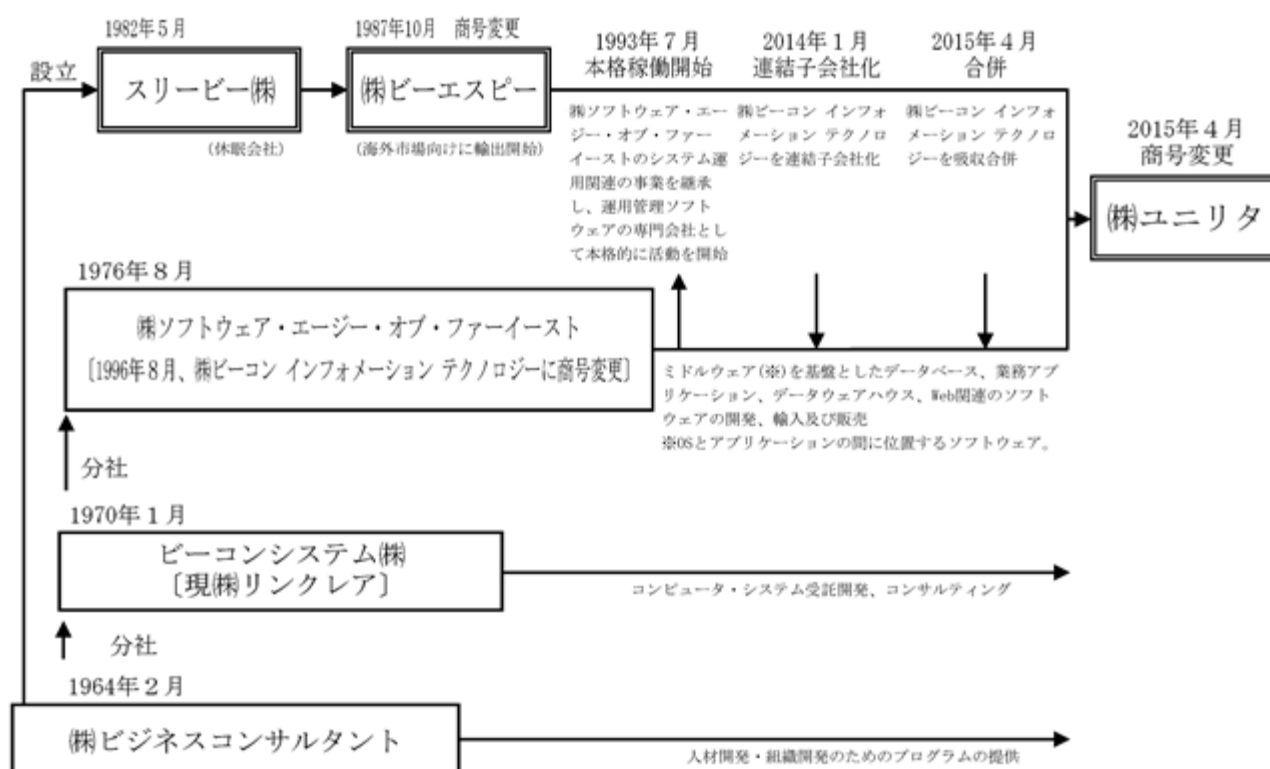 1982年5月
1987年10月　商号変更
1993年7月
本格稼働開始
2014年1月
連結子会社化
2015年4月
合併
設立
スリービー㈱
㈱ビーエスピー
(休眠会社)
(海外市場向けに輸出開始)
㈱ソフトウェア・エー
ジー・オブ・ファー
イーストのシステム運
用関連の事業を継承
し、運用管理ソフト
ウェアの専門会社とし
て本格的に活動を開始
㈱ビーコン インフォ
メーション テクノロ
ジーを連結子会社化
㈱ビーコン インフォ
メーション テクノロ
ジーを吸収合併
2015年4月
商号変更
㈱ユニリタ
1976年8月
㈱ソフトウェア・エージー・オブ・ファーイースト
〔1996年8月、㈱ビーコン インフォメーション テクノロジーに商号変更〕
ミドルウェア(※)を基盤としたデータベース、業務アプ
リケーション、データウェアハウス、Web関連のソフト
ウェアの開発、輸入及び販売
※OSとアプリケーションの間に位置するソフトウェア。
分社
1970年1月
ビーコンシステム㈱
〔現㈱リンクレア〕
コンピュータ・システム受託開発、コンサルティング
分社
1964年2月
㈱ビジネスコンサルタント
人材開発・組織開発のためのプログラムの提供